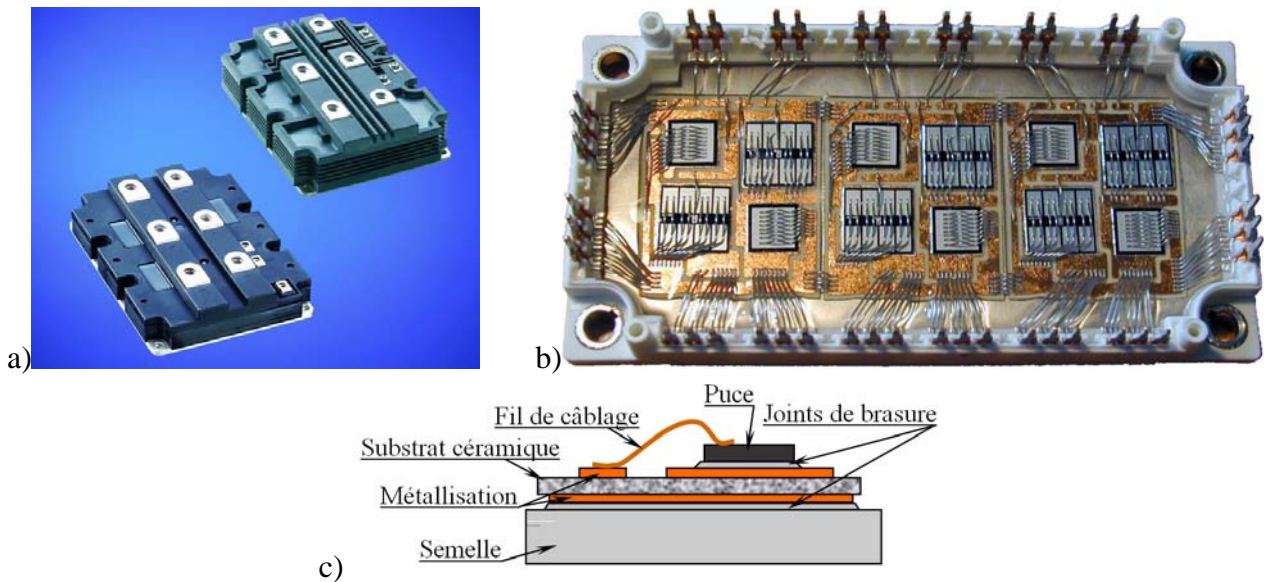 a)
b)
Puce
Fil de câblage
Joints de brasure
Substrat céramique
Métallisation
Semelle
c)